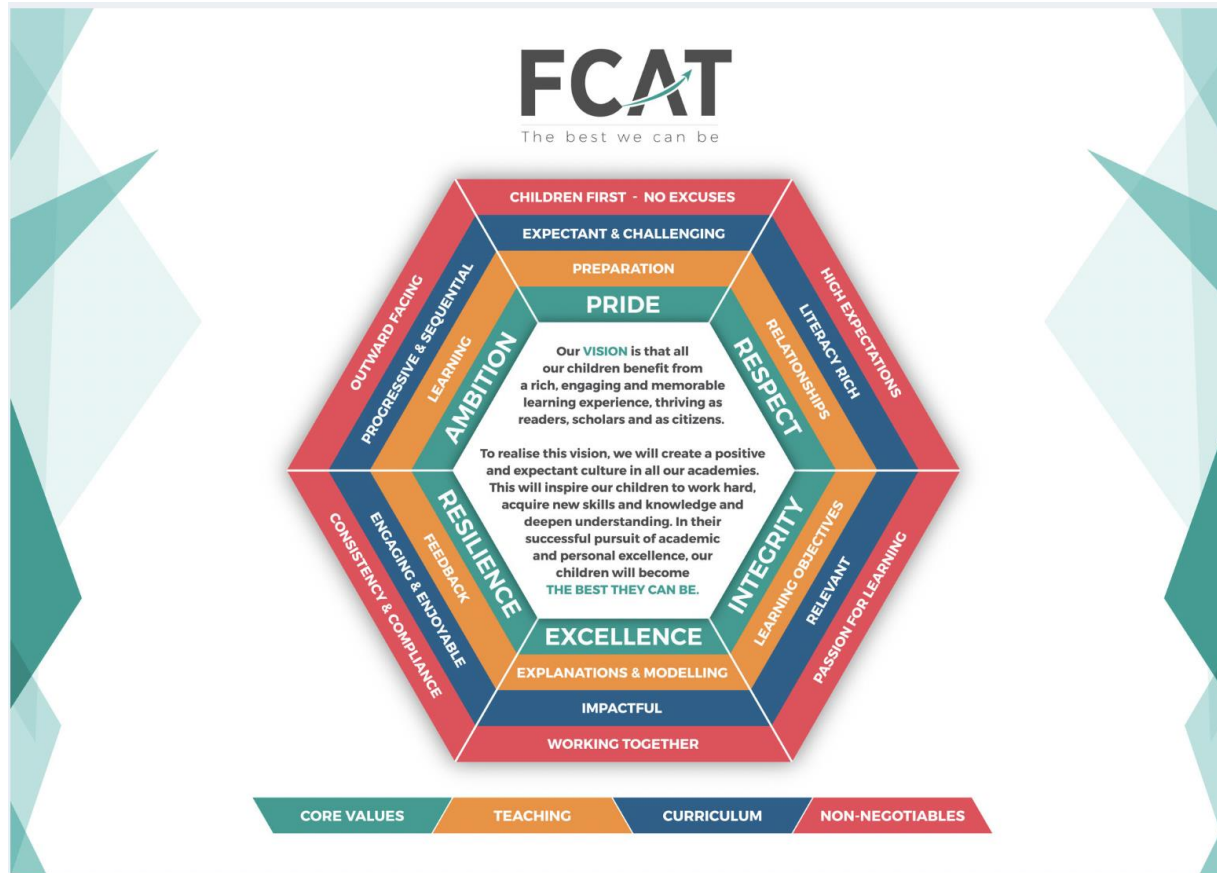 FCAT
The best we can be
CHILDREN FIRST - NO EXCUSES
EXPECTANT & CHALLENGING
PREPARATION
PRIDE
HIGH EXPECTATIONS
LITERACY RICH
RELATIONSHIPS
RESPECT
PASSION FOR LEARNING
RELEVANT
LEARNING OBJECTIVES
INTEGRITY
EXCELLENCE
EXPLANATIONS & MODELLING
IMPACTFUL
WORKING TOGETHER
CONSISTENCY & COMPLIANCE
ENGAGING & ENJOYABLE
FEEDBACK
RESILIENCE
OUTWARD FACING
PROGRESSIVE & SEQUENTIAL
LEARNING
AMBITION
Our VISION is that all
our children benefit from
a rich, engaging and memorable
learning experience, thriving as
readers, scholars and as citizens.
To realise this vision, we will create a positive
and expectant culture in all our academies.
This will inspire our children to work hard,
acquire new skills and knowledge and
deepen understanding. In their
successful pursuit of academic
and personal excellence, our
children will become
THE BEST THEY CAN BE.
CORE VALUES
TEACHING
CURRICULUM
NON-NEGOTIABLES